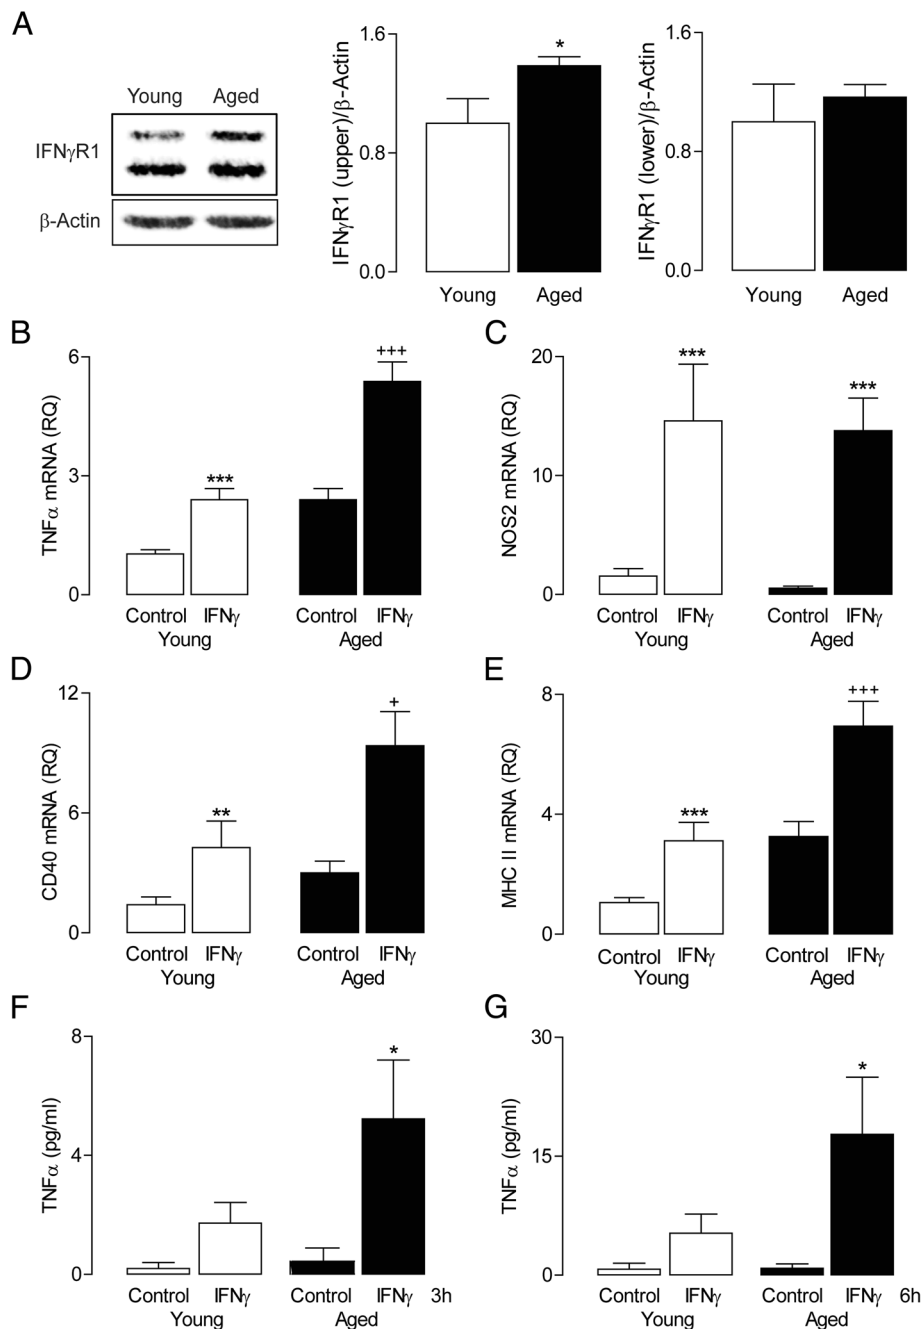 A
Young Aged
IFNγR1
β-Actin
IFNγR1 (upper)/β-Actin
1.6
0.8
0.0
*
Young Aged
IFNγR1 (lower)/β-Actin
1.6
0.8
0.0
Young Aged
B
TNFα mRNA (RQ)
6
3
0
***
+++
Control IFNγ Control IFNγ
Young Aged
C
NOS2 mRNA (RQ)
20
10
0
***
***
Control IFNγ Control IFNγ
Young Aged
D
CD40 mRNA (RQ)
12
6
0
**
+
Control IFNγ Control IFNγ
Young Aged
E
MHC II mRNA (RQ)
8
4
0
***
+++
Control IFNγ Control IFNγ
Young Aged
F
TNFα (pg/ml)
8
4
0
*
Control IFNγ Control IFNγ 3h
Young Aged
G
TNFα (pg/ml)
30
15
0
*
Control IFNγ Control IFNγ 6h
Young Aged